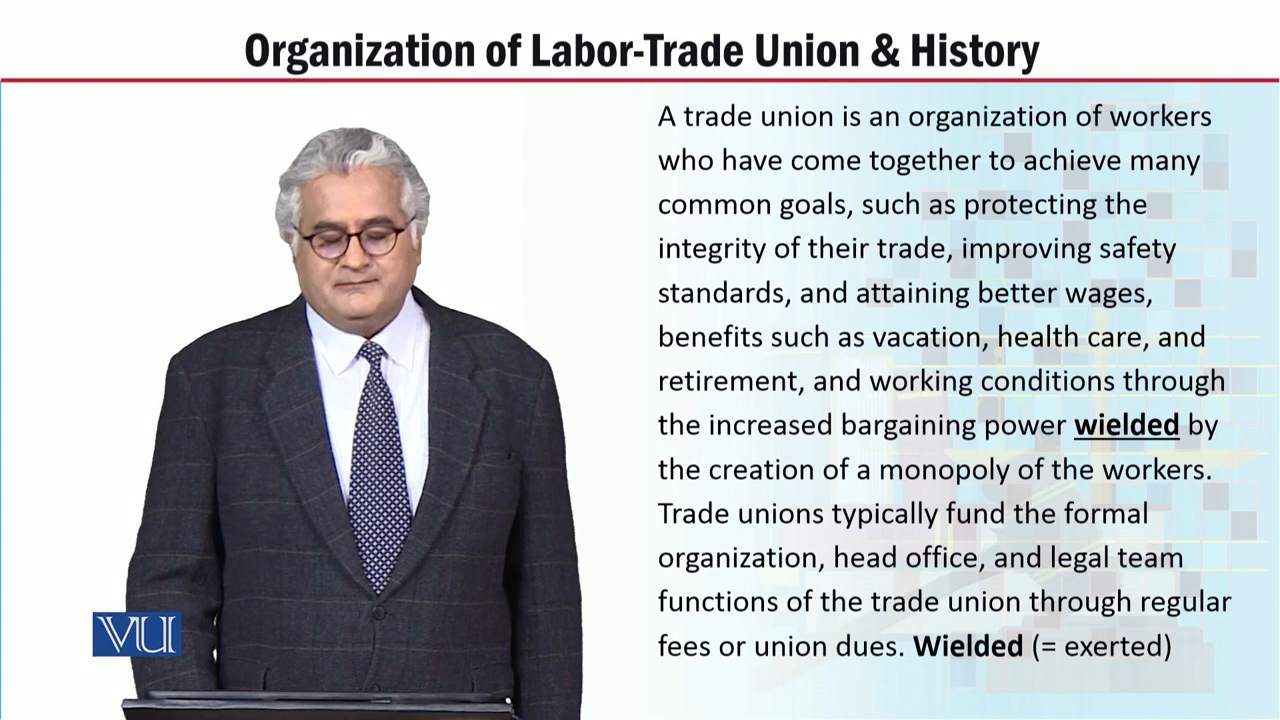 Organization of Labor-Trade Union & History
A trade union is an organization of workers
who have come together to achieve many
common goals, such as protecting the
integrity of their trade, improving safety
standards, and attaining better wages,
benefits such as vacation, health care, and
retirement, and working conditions through
the increased bargaining power wielded by
the creation of a monopoly of the workers.
Trade unions typically fund the formal
organization, head office, and legal team
functions of the trade union through regular
fees or union dues. Wielded (= exerted)
VU